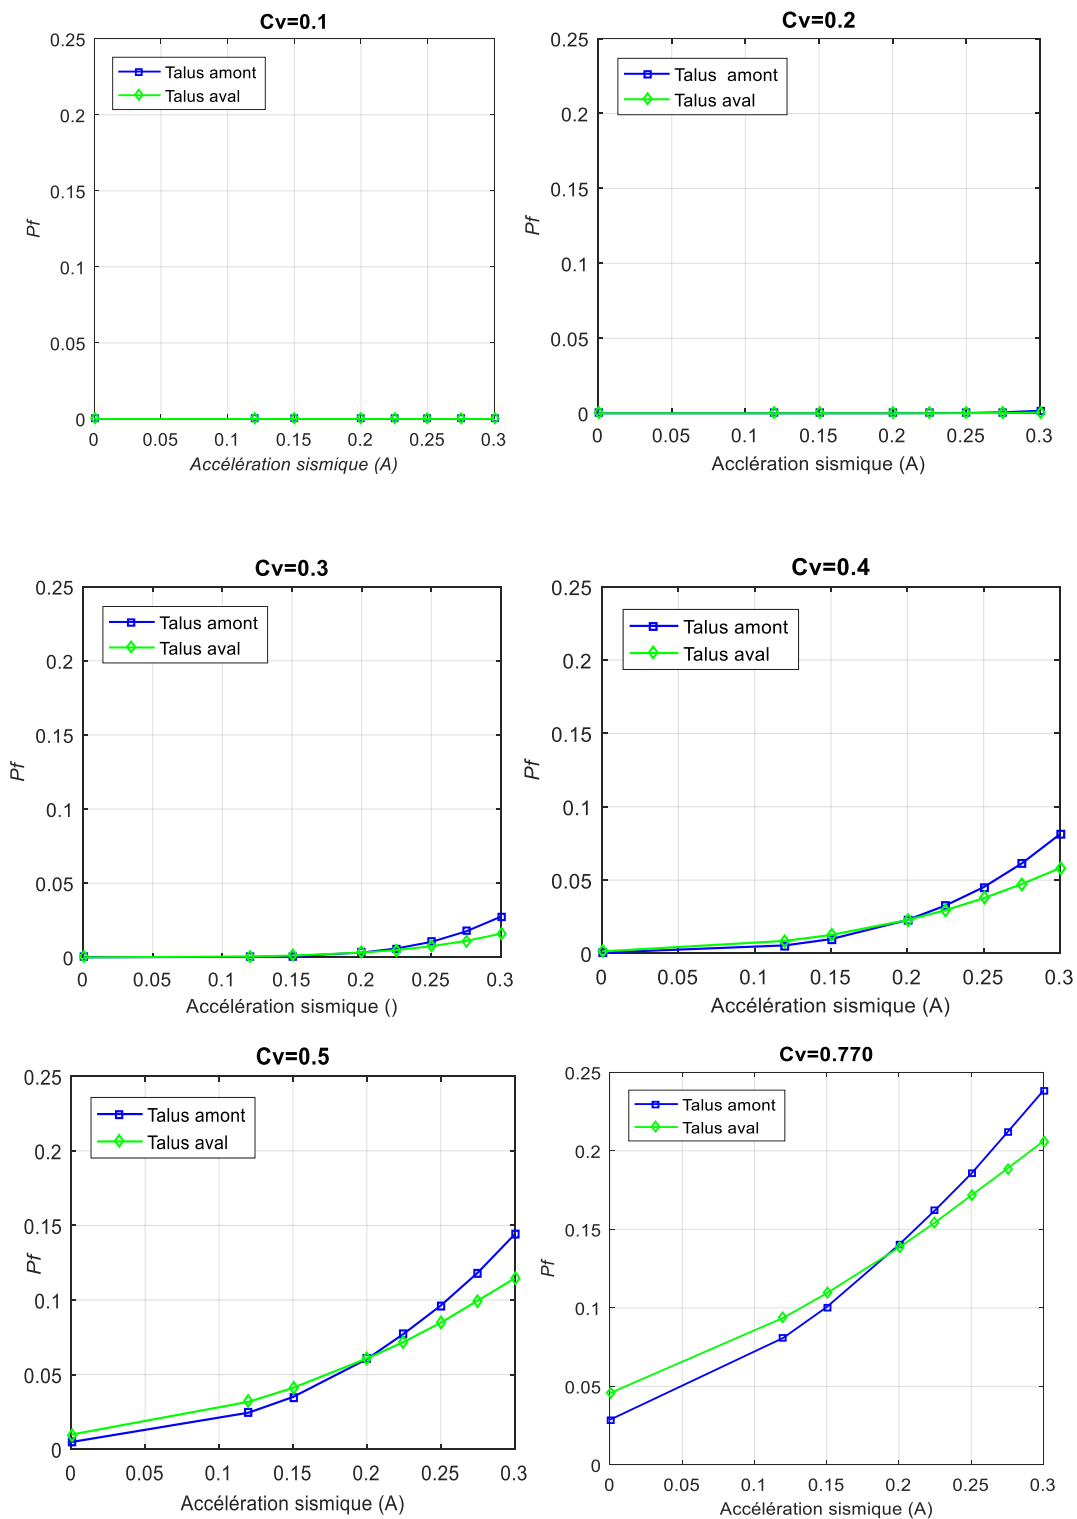 Cv=0.1
0.25
0.2
0.15
0.1
0.05
0
Pf
Talus amont
Talus aval
0 0.05 0.1 0.15 0.2 0.25 0.3
Accélération sismique (A)
Cv=0.2
0.25
0.2
0.15
0.1
0.05
0
Pf
Talus amont
Talus aval
0 0.05 0.1 0.15 0.2 0.25 0.3
Acclération sismique (A)
Cv=0.3
0.25
0.2
0.15
0.1
0.05
0
Pf
Talus amont
Talus aval
0 0.05 0.1 0.15 0.2 0.25 0.3
Accélération sismique ()
Cv=0.4
0.25
0.2
0.15
0.1
0.05
0
Pf
Talus amont
Talus aval
0 0.05 0.1 0.15 0.2 0.25 0.3
Accélération sismique (A)
Cv=0.5
0.25
0.2
0.15
0.1
0.05
0
Pf
Talus amont
Talus aval
0 0.05 0.1 0.15 0.2 0.25 0.3
Accélération sismique (A)
Cv=0.770
0.25
0.2
0.15
0.1
0.05
0
Pf
Talus amont
Talus aval
0 0.05 0.1 0.15 0.2 0.25 0.3
Accélération sismique (A)